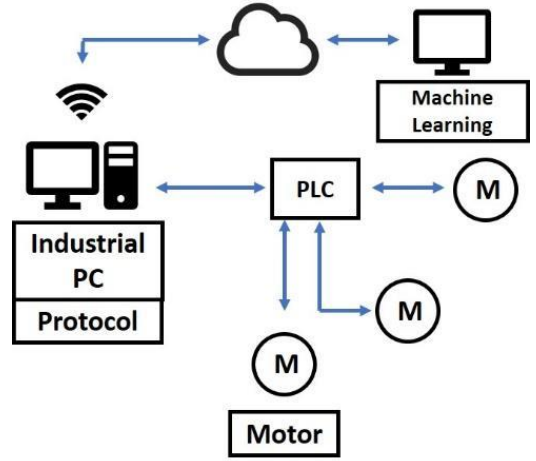 Machine
Learning
PLC
M
Industrial
PC
Protocol
M
M
Motor